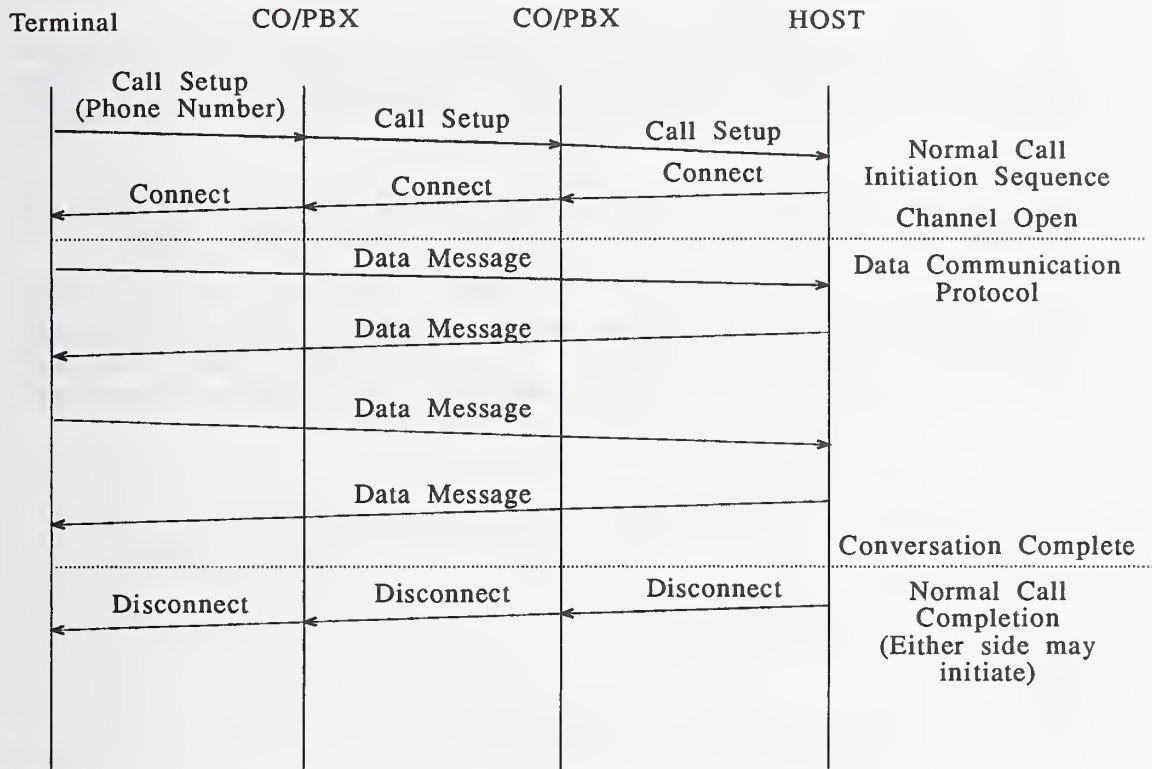 Terminal CO/PBX CO/PBX HOST
Call Setup
(Phone Number)
Call Setup
Call Setup
Connect
Connect
Connect
Normal Call
Initiation Sequence
Channel Open
Data Message
Data Communication
Protocol
Data Message
Data Message
Data Message
Conversation Complete
Disconnect
Disconnect
Disconnect
Normal Call
Completion
(Either side may
initiate)